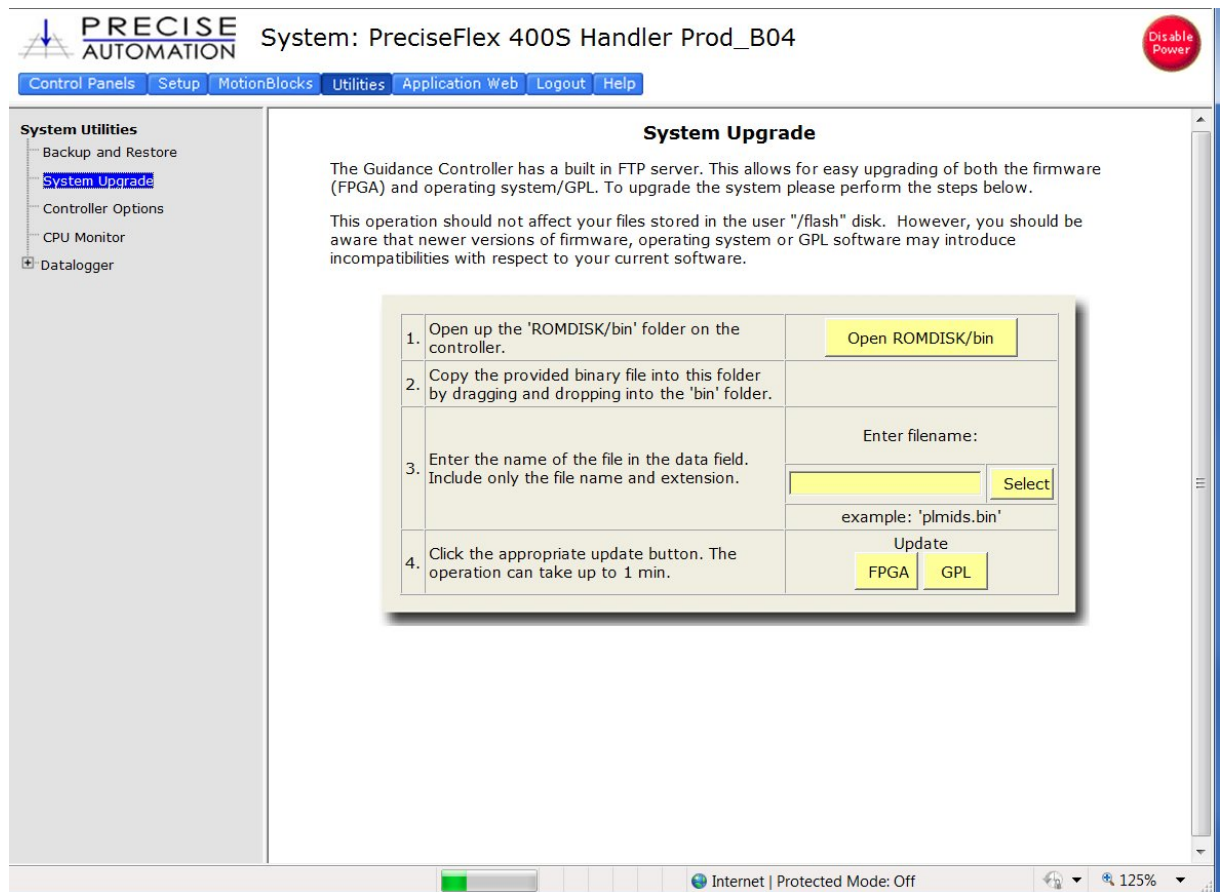 PRECISE
AUTOMATION
System: PreciseFlex 400S Handler Prod_B04
Disable
Power
Control Panels Setup MotionBlocks Utilities Application Web Logout Help
System Utilities
Backup and Restore
System Upgrade
Controller Options
CPU Monitor
Datalogger
System Upgrade
The Guidance Controller has a built in FTP server. This allows for easy upgrading of both the firmware
(FPGA) and operating system/GPL. To upgrade the system please perform the steps below.
This operation should not affect your files stored in the user "/flash" disk. However, you should be
aware that newer versions of firmware, operating system or GPL software may introduce
incompatibilities with respect to your current software.
1. Open up the 'ROMDISK/bin' folder on the
controller.
Open ROMDISK/bin
2. Copy the provided binary file into this folder
by dragging and dropping into the 'bin' folder.
3. Enter the name of the file in the data field.
Include only the file name and extension.
Enter filename:
Select
example: 'plmids.bin'
4. Click the appropriate update button. The
operation can take up to 1 min.
Update
FPGA GPL
Internet | Protected Mode: Off
125%